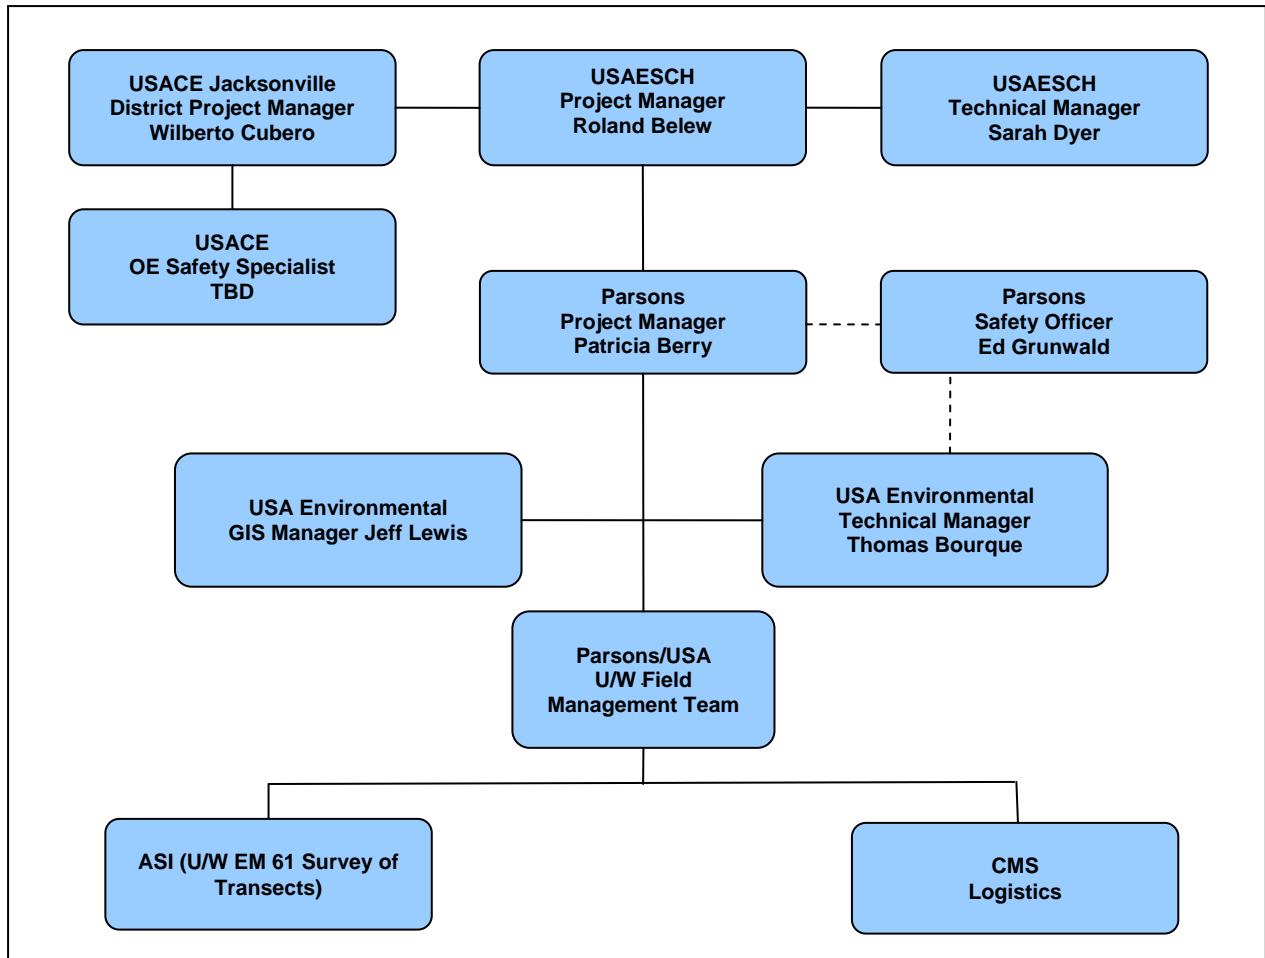 USACE Jacksonville
District Project Manager
Wilberto Cubero
USAESCH
Project Manager
Roland Belew
USAESCH
Technical Manager
Sarah Dyer
USACE
OE Safety Specialist
TBD
Parsons
Project Manager
Patricia Berry
Parsons
Safety Officer
Ed Grunwald
USA Environmental
GIS Manager Jeff Lewis
USA Environmental
Technical Manager
Thomas Bourque
Parsons/USA
U/W Field
Management Team
ASI (U/W EM 61 Survey of
Transects)
CMS
Logistics